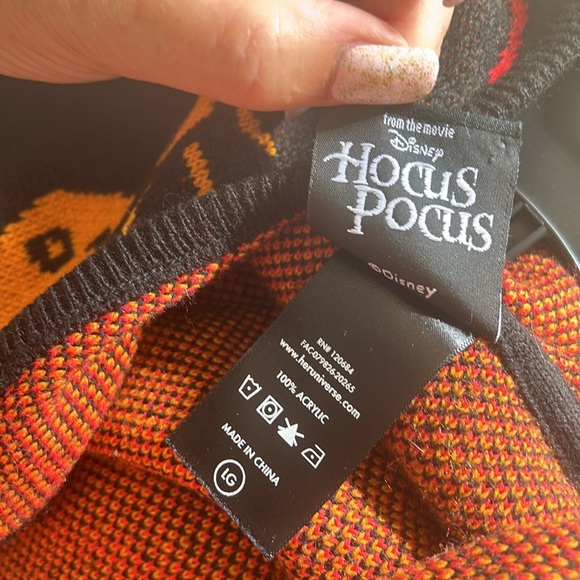 from the movie
Disney
Hocus
Pocus
©Disney
RN# 120684
FAC-079826-20265
www.heruniverse.com
100% ACRYLIC
MADE IN CHINA
LG